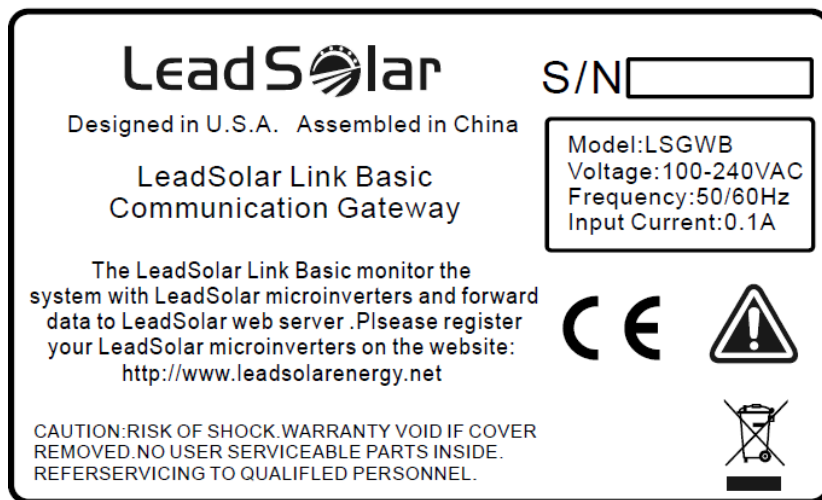 LEadSolar
Designed in U.S.A. Assembled in China
LeadSolar Link Basic
Communication Gateway
The LeadSolar Link Basic monitor the
system with LeadSolar microinverters and forward
data to LeadSolar web server .Plsease register
your LeadSolar microinverters on the website:
http://www.leadsolarenergy.net
CAUTION:RISK OF SHOCK.WARRANTY VOID IF COVER
REMOVED.NO USER SERVICEABLE PARTS INSIDE.
REFERSERVICING TO QUALIFLED PERSONNEL.
S/N
Model:LSGWB
Voltage:100-240VAC
Frequency:50/60Hz
Input Current:0.1A
CE